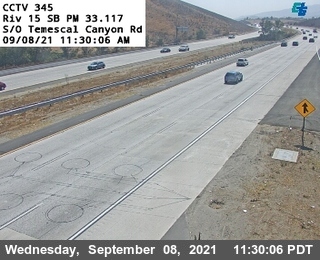 CCTV 345
Riv 15 SB PM 33.117
S/O Temescal Canyon Rd
09/08/21 11:30:06 AM
Wednesday, September 08, 2021 11:30:06 PDT